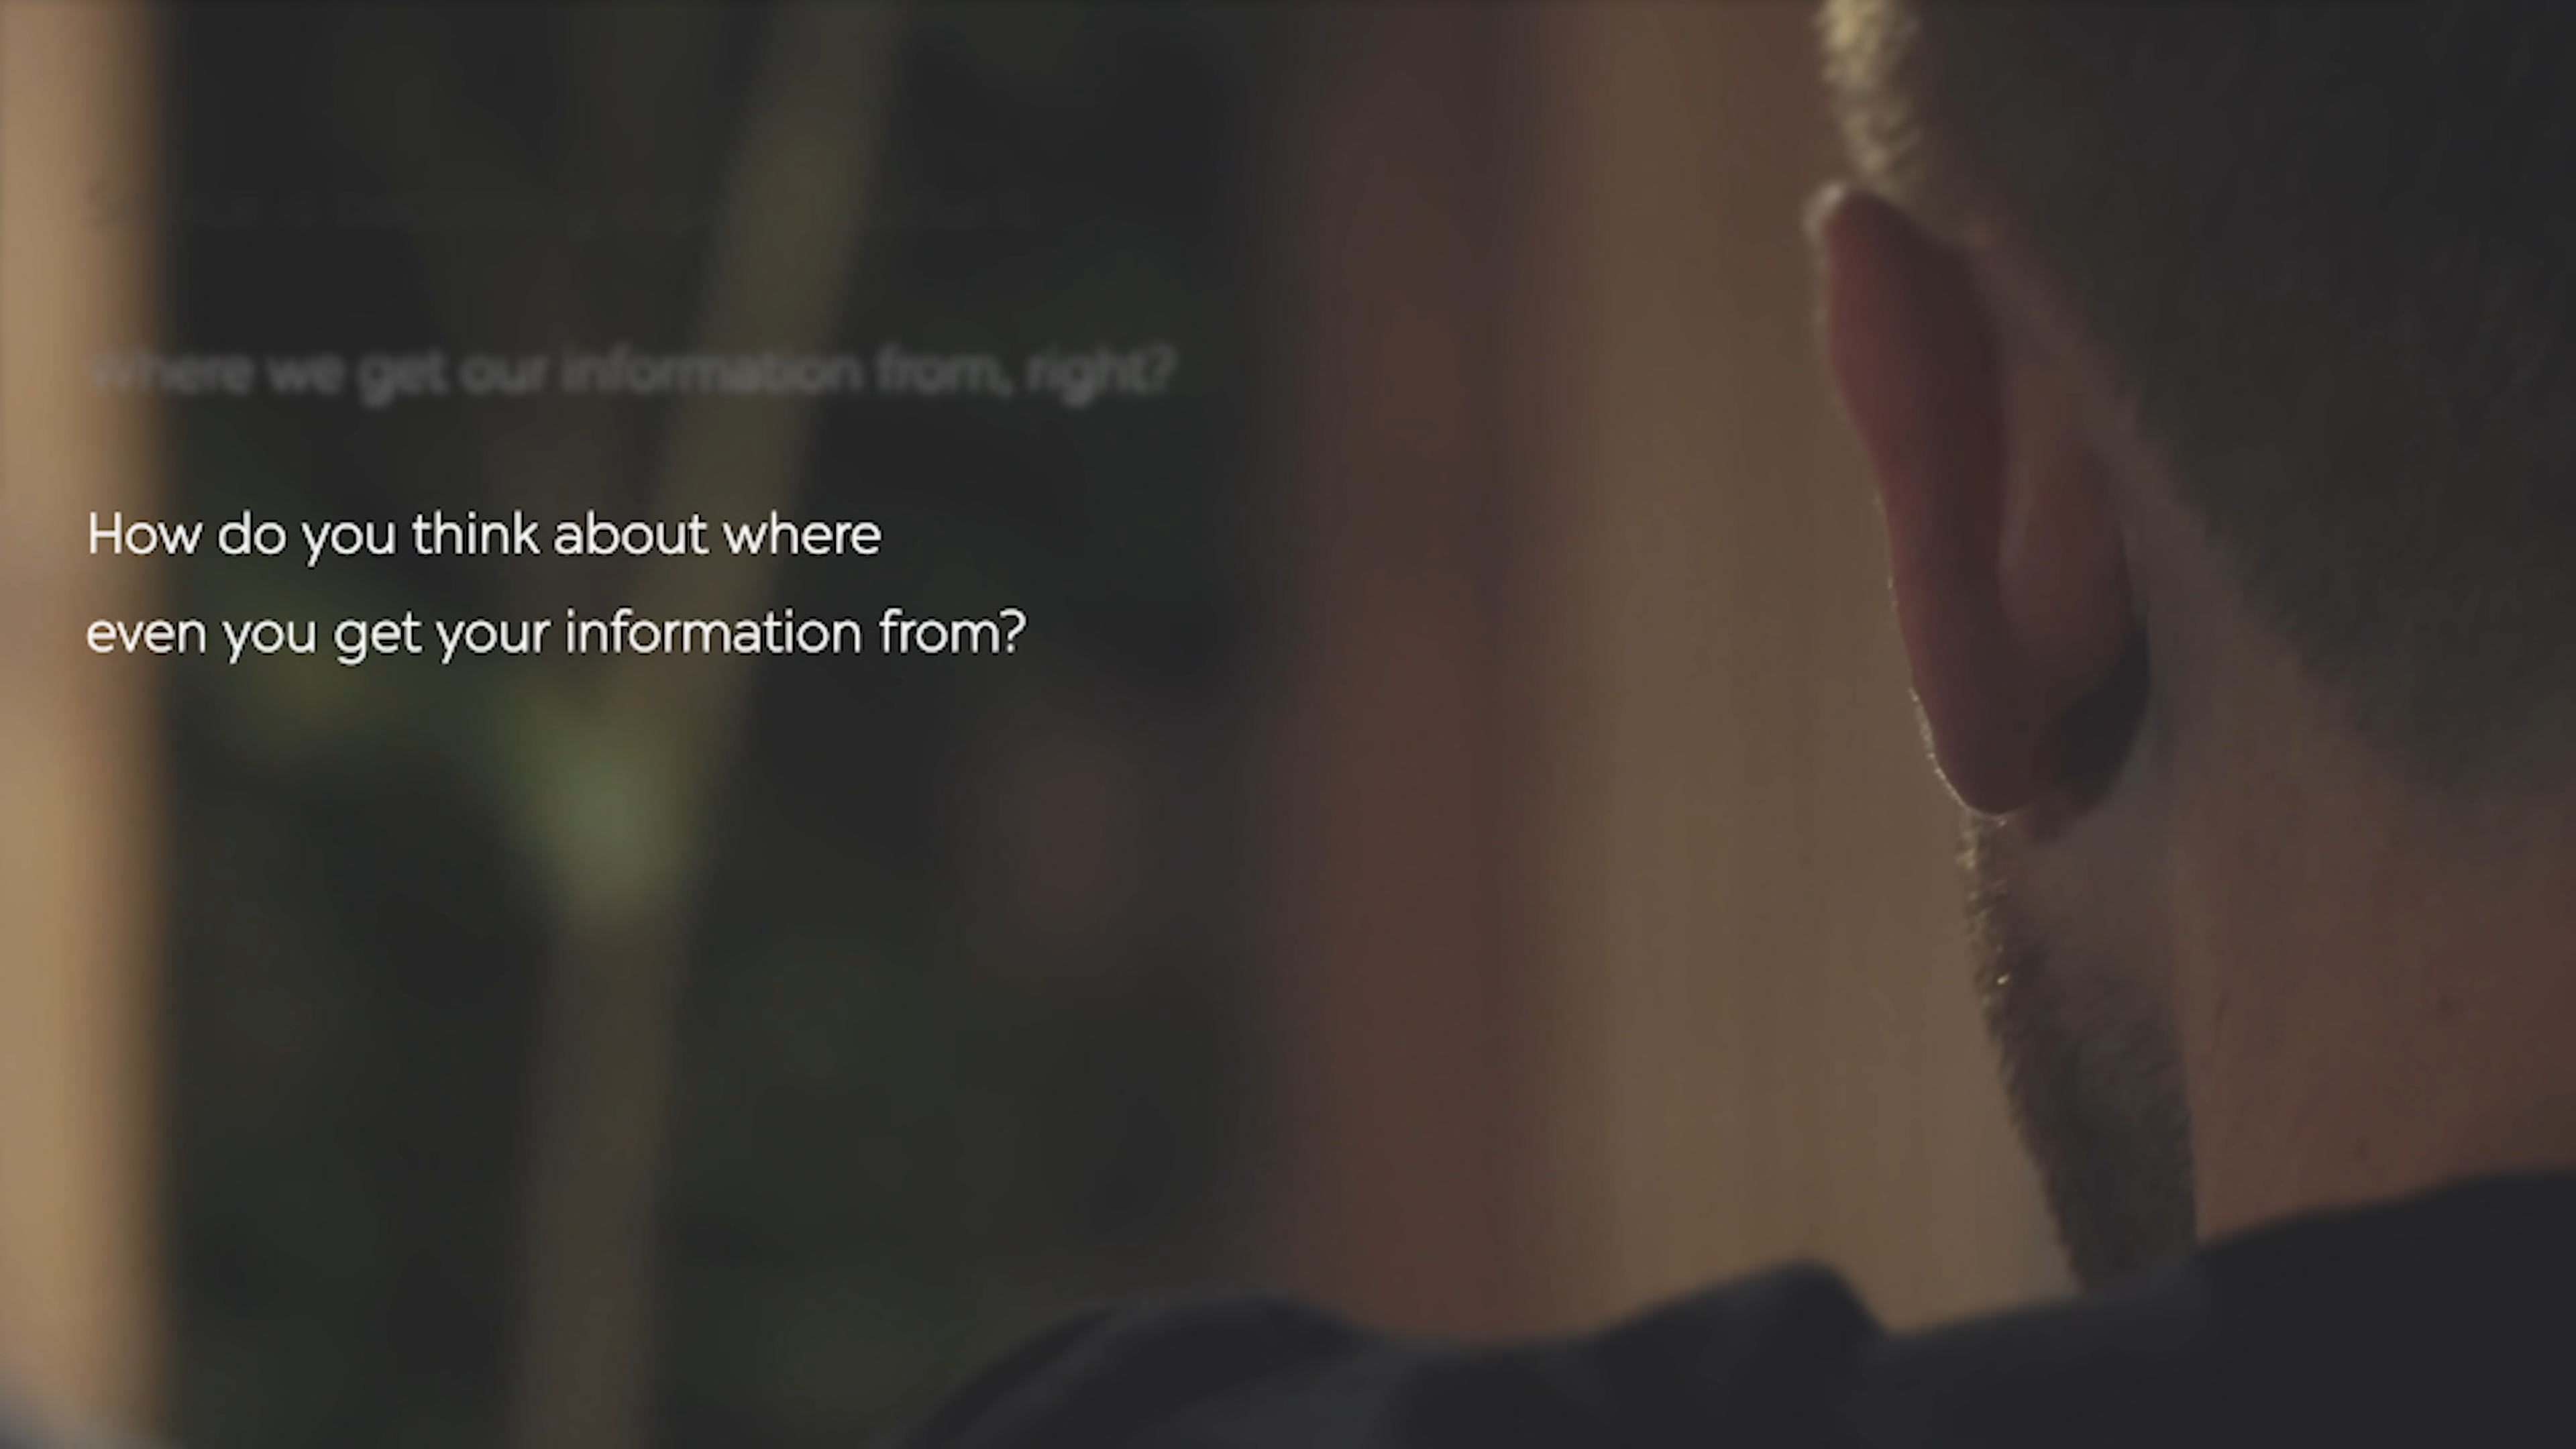 Where we get our information from, right?
How do you think about where
even you get your information from?